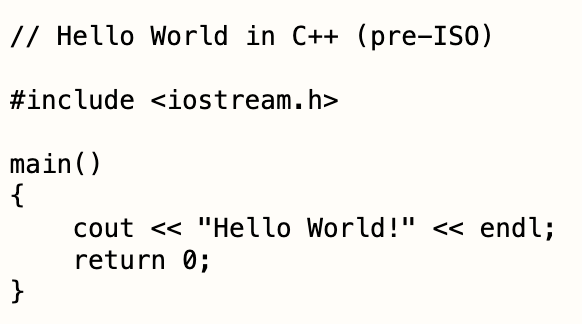 // Hello World in C++ (pre-ISO)
#include <iostream.h>
main()
{
    cout << "Hello World!" << endl;
    return 0;
}